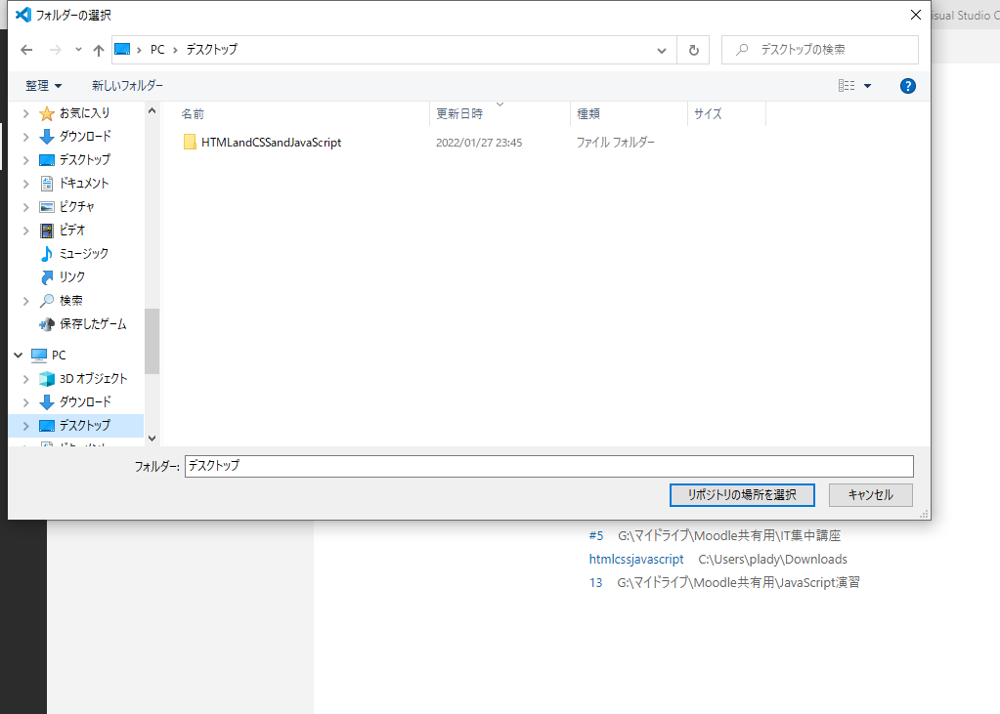 フォルダーの選択
isual Studio C
PC › デスクトップ
デスクトップの検索
整理 新しいフォルダー
?
名前 更新日時 種類 サイズ
HTMLandCSSandJavaScript 2022/01/27 23:45 ファイル フォルダー
お気に入り
ダウンロード
デスクトップ
ドキュメント
ピクチャ
ビデオ
ミュージック
リンク
検索
保存したゲーム
PC
3D オブジェクト
ダウンロード
デスクトップ
ドキュメント
フォルダー: デスクトップ
リポジトリの場所を選択 キャンセル
#5 G:\マイドライブ\Moodle共有用\IT集中講座
htmlcssjavascript C:\Users\plady\Downloads
13 G:\マイドライブ\Moodle共有用\JavaScript演習